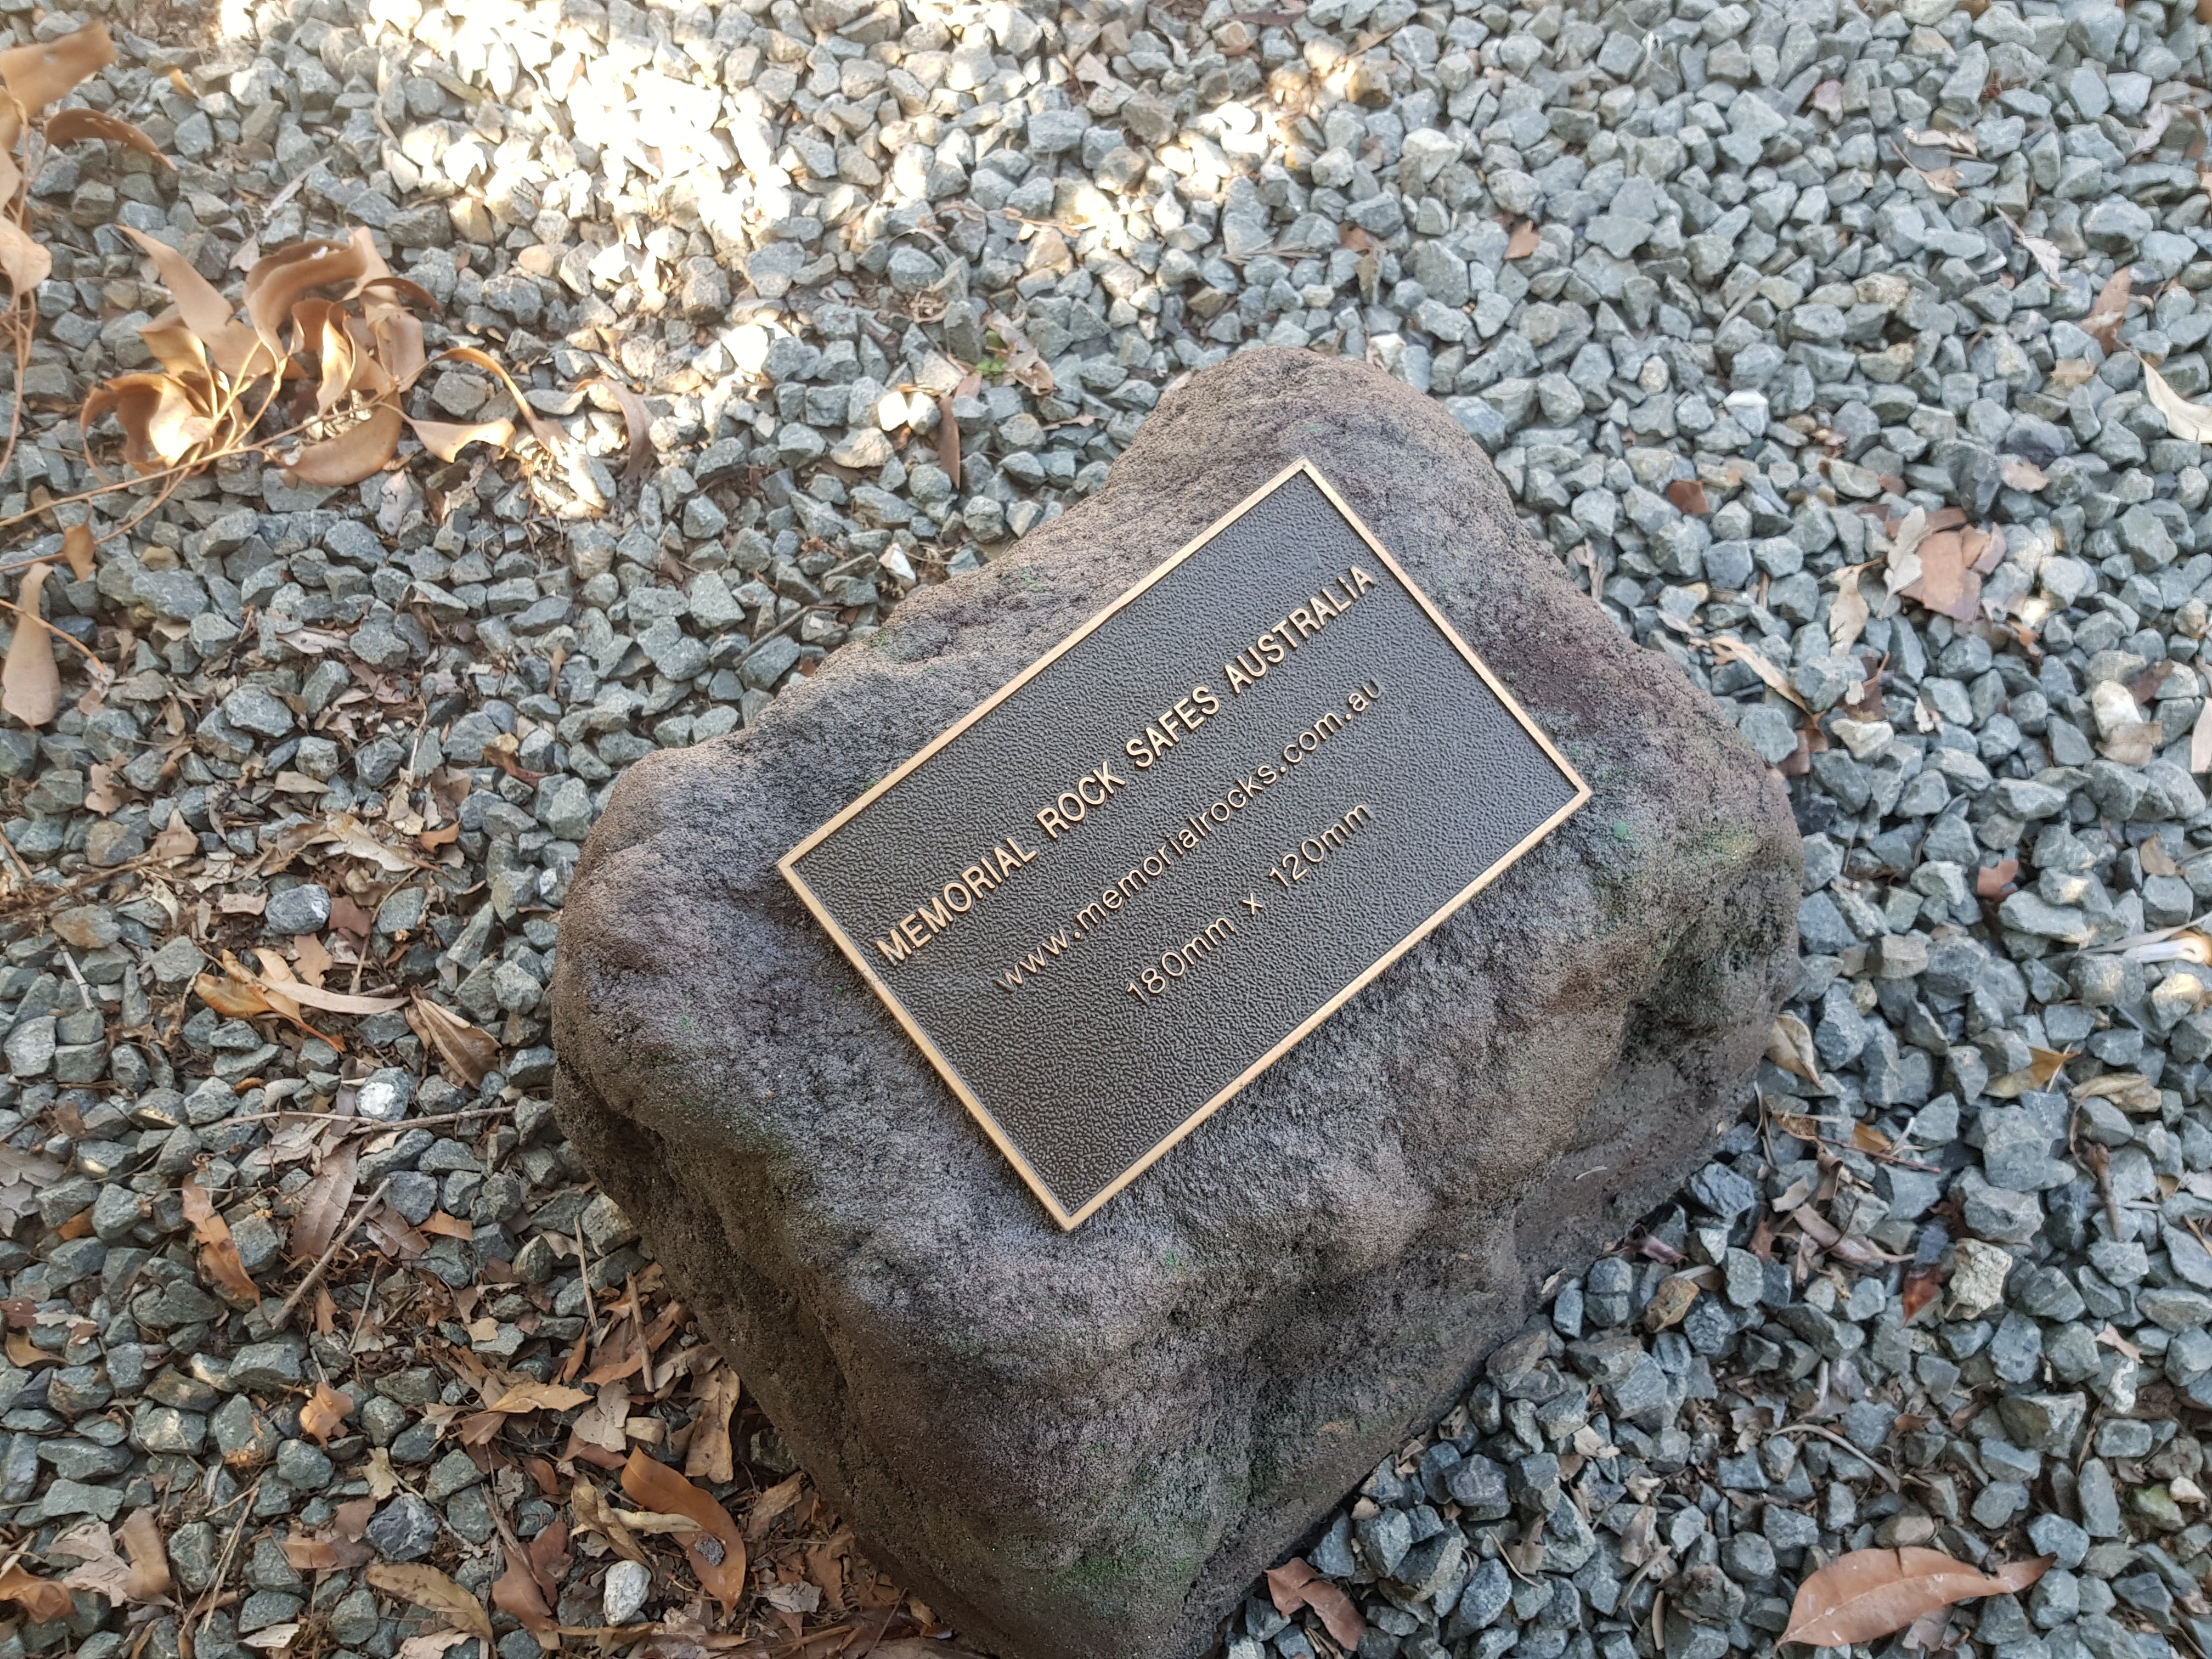 MEMORIAL ROCK SAFES AUSTRALIA
www.memorialrocks.com.au
180mm x 120mm